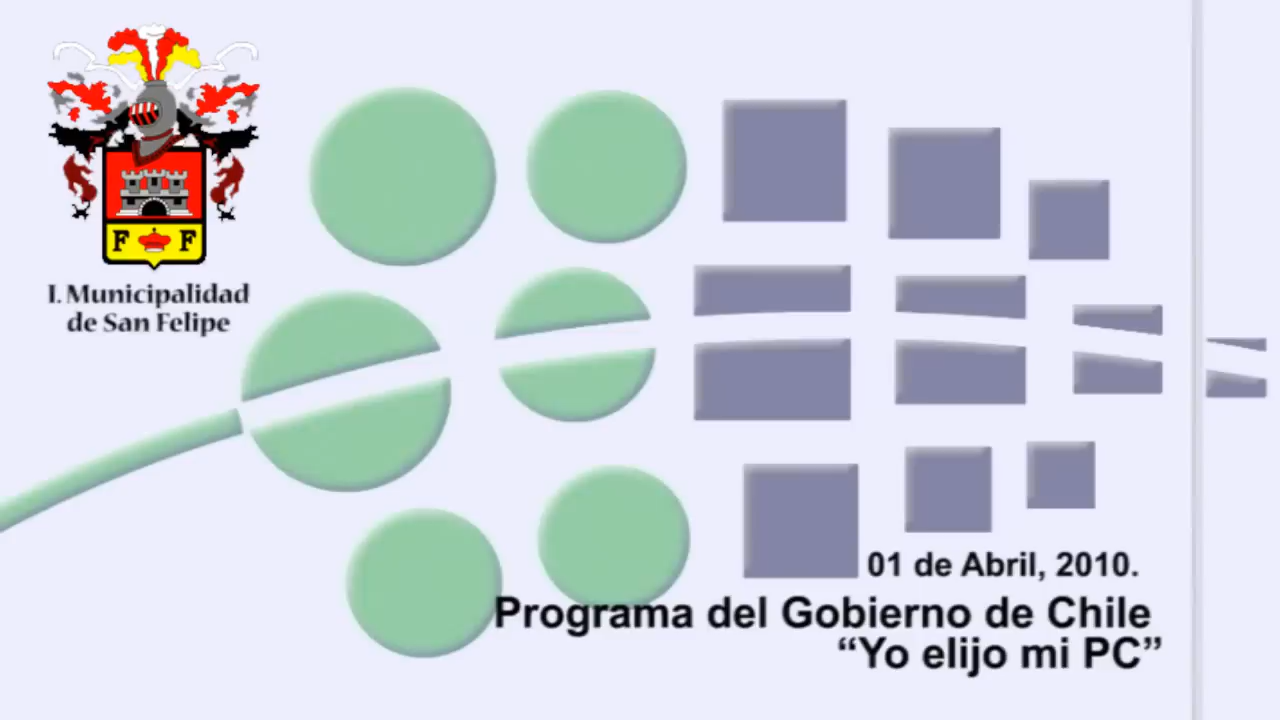 F F
I. Municipalidad
de San Felipe
01 de Abril, 2010.
Programa del Gobierno de Chile
“Yo elijo mi PC”